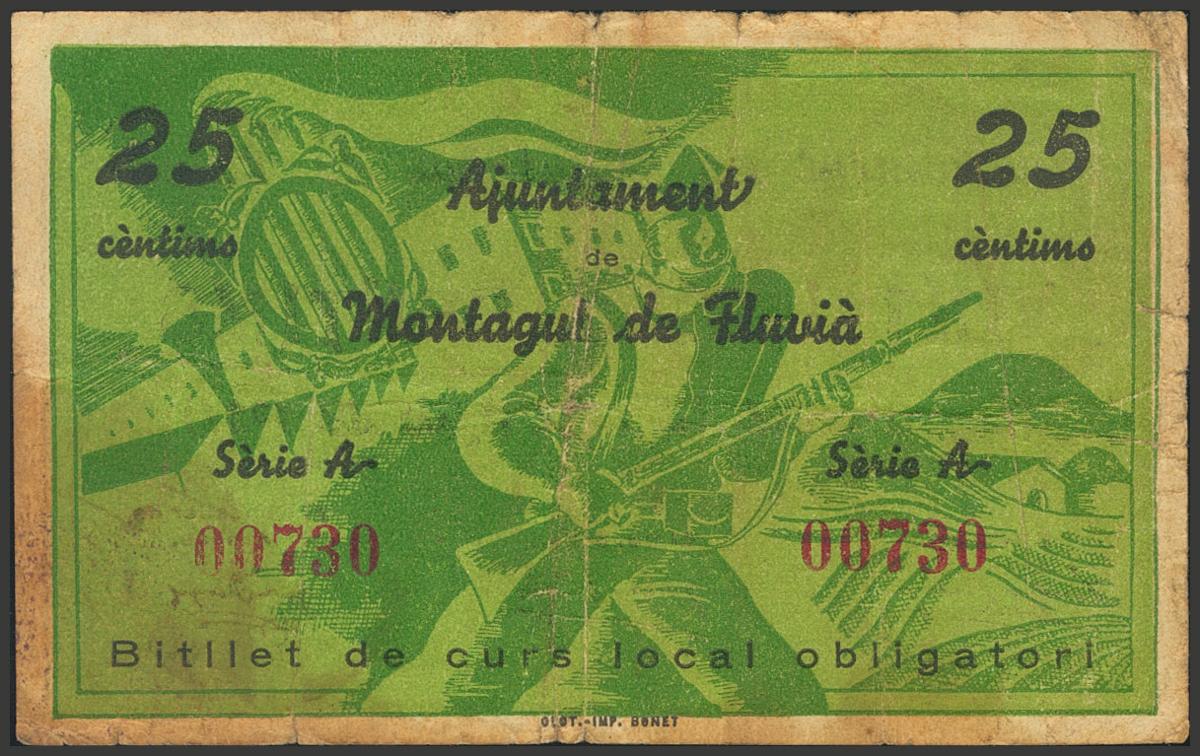 25 25
cèntims cèntims
Ajuntament
de
Montagut de Fluvià
Sèrie A Sèrie A
00730 00730
Bitllet de curs local obligatori
OLOT.-IMP. BONET